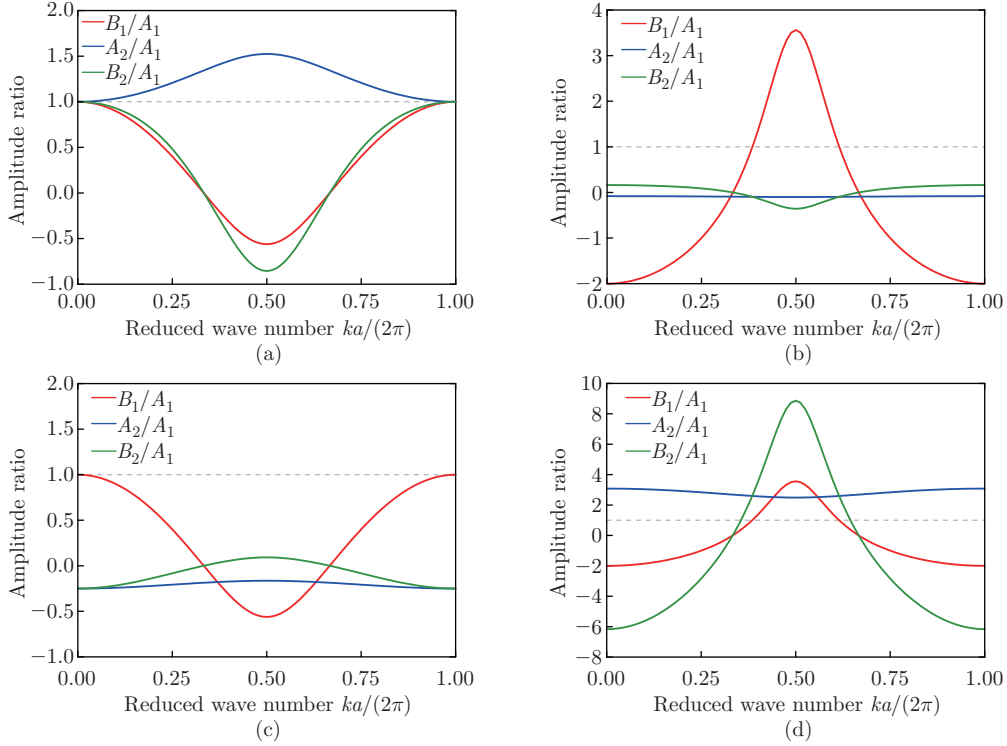 2.0
1.5
1.0
0.5
0.0
−0.5
−1.0
Amplitude ratio
B₁/A₁
A₂/A₁
B₂/A₁
0.00
0.25
0.50
0.75
1.00
Reduced wave number ka/(2π)
(a)
4
3
2
1
0
−1
−2
Amplitude ratio
B₁/A₁
A₂/A₁
B₂/A₁
0.00
0.25
0.50
0.75
1.00
Reduced wave number ka/(2π)
(b)
2.0
1.5
1.0
0.5
0.0
−0.5
−1.0
Amplitude ratio
B₁/A₁
A₂/A₁
B₂/A₁
0.00
0.25
0.50
0.75
1.00
Reduced wave number ka/(2π)
(c)
10
8
6
4
2
0
−2
−4
−6
−8
Amplitude ratio
B₁/A₁
A₂/A₁
B₂/A₁
0.00
0.25
0.50
0.75
1.00
Reduced wave number ka/(2π)
(d)